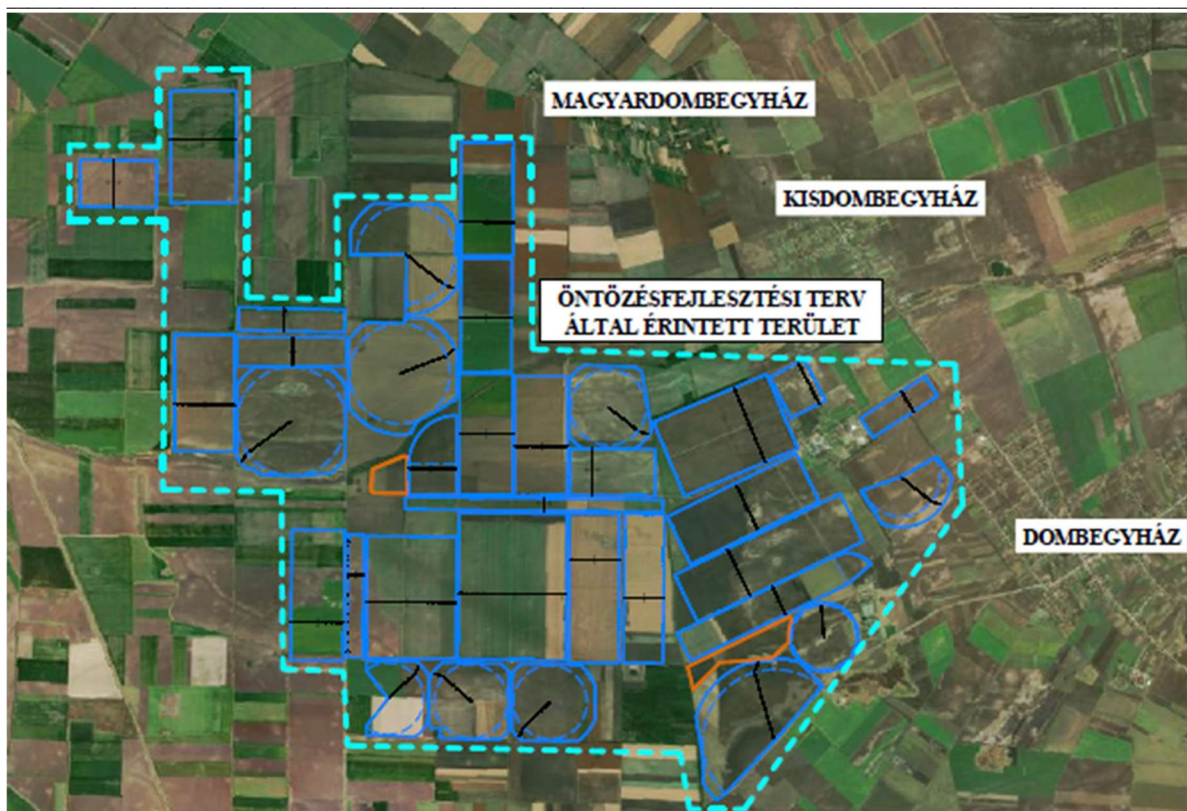 MAGYARDOMBEGYHÁZ
KISDOMBEGYHÁZ
ÖNTÖZÉSFEJLESZTÉSI TERV
ÁLTAL ÉRINTETT TERÜLET
DOMBEGYHÁZ